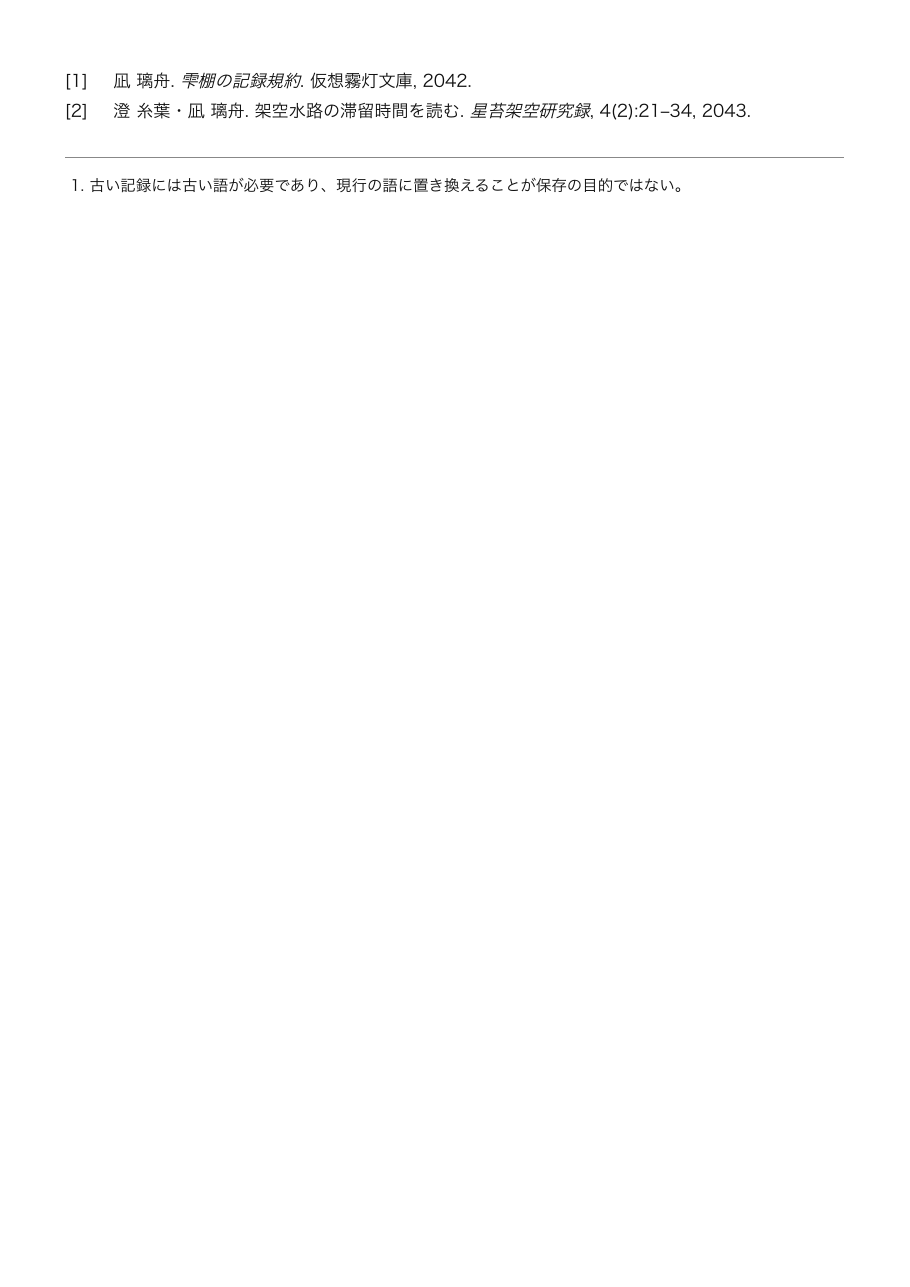 [1] 凪 璃舟. 雫棚の記録規約. 仮想霧灯文庫, 2042.
[2] 澄 糸葉・凪 璃舟. 架空水路の滞留時間を読む. 星苔架空研究録, 4(2):21–34, 2043.
1. 古い記録には古い語が必要であり、現行の語に置き換えることが保存の目的ではない。